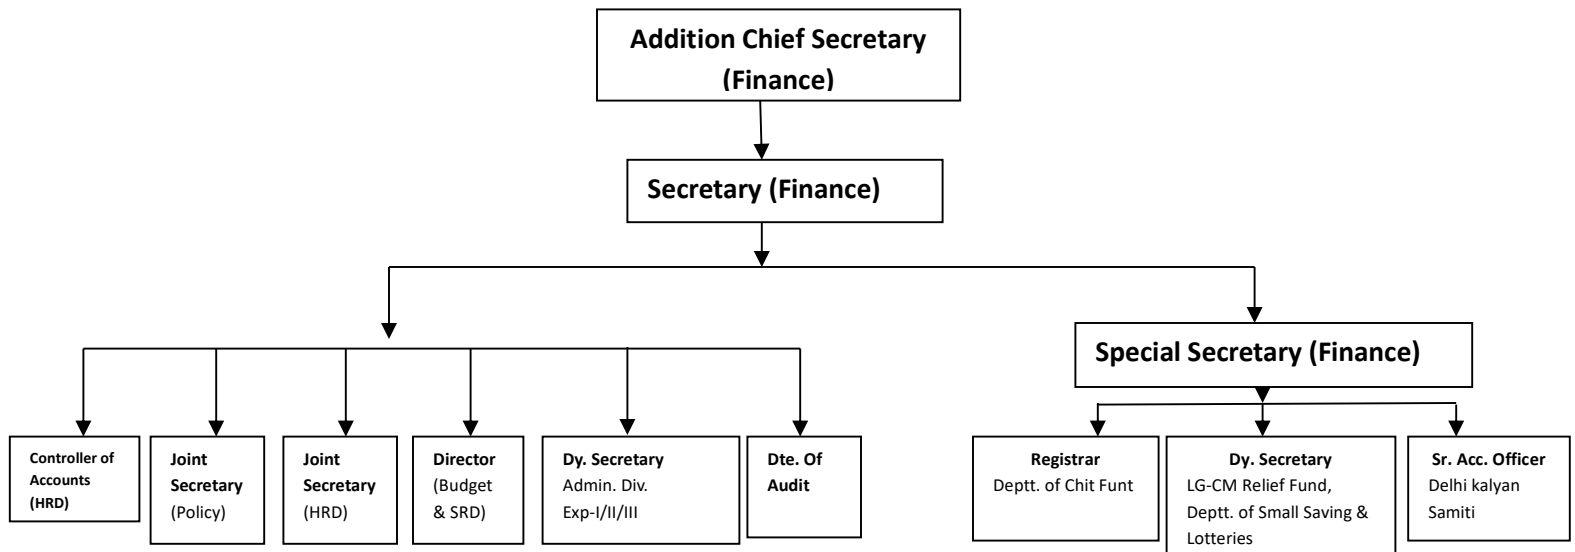 Addition Chief Secretary
(Finance)
Secretary (Finance)
Special Secretary (Finance)
Controller of
Accounts
(HRD)
Joint
Secretary
(Policy)
Joint
Secretary
(HRD)
Director
(Budget
& SRD)
Dy. Secretary
Admin. Div.
Exp-I/II/III
Dte. Of
Audit
Registrar
Deptt. of Chit Funt
Dy. Secretary
LG-CM Relief Fund,
Deptt. of Small Saving &
Lotteries
Sr. Acc. Officer
Delhi kalyan
Samiti